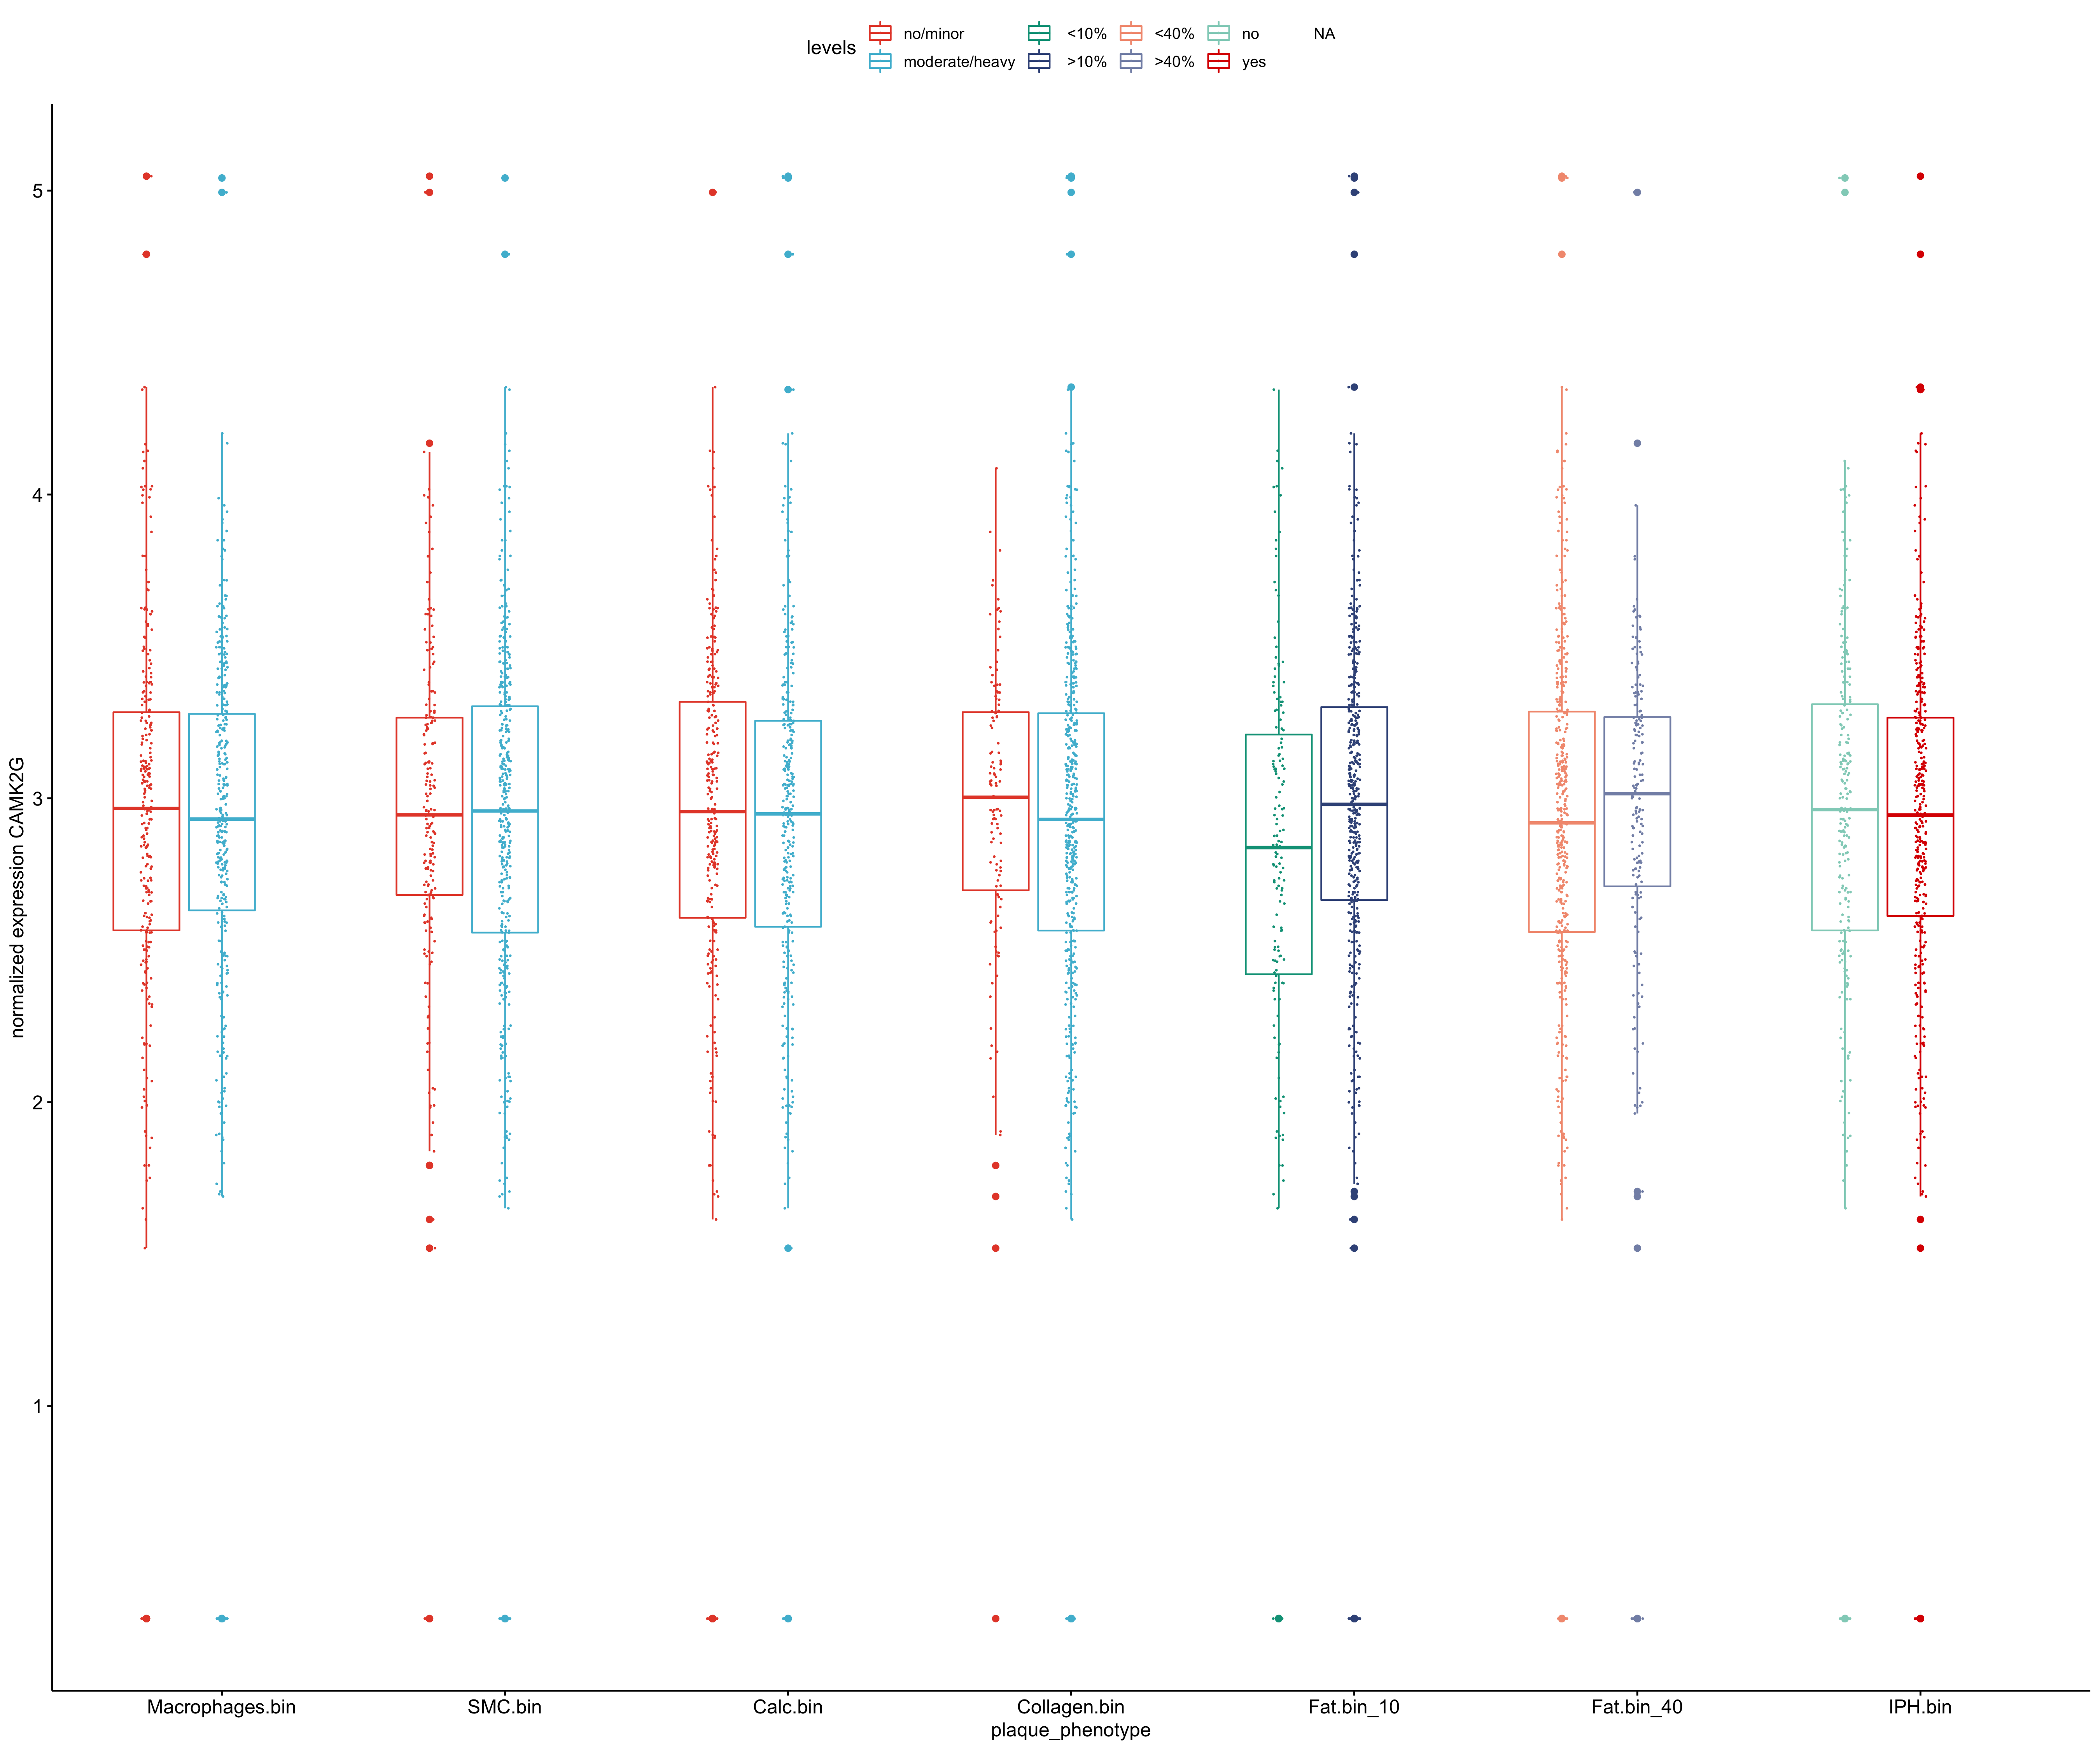 levels
no/minor
<10%
<40%
no
NA
moderate/heavy
>10%
>40%
yes
normalized expression CAMK2G
5
4
3
2
1
Macrophages.bin
SMC.bin
Calc.bin
Collagen.bin
Fat.bin_10
Fat.bin_40
IPH.bin
plaque_phenotype